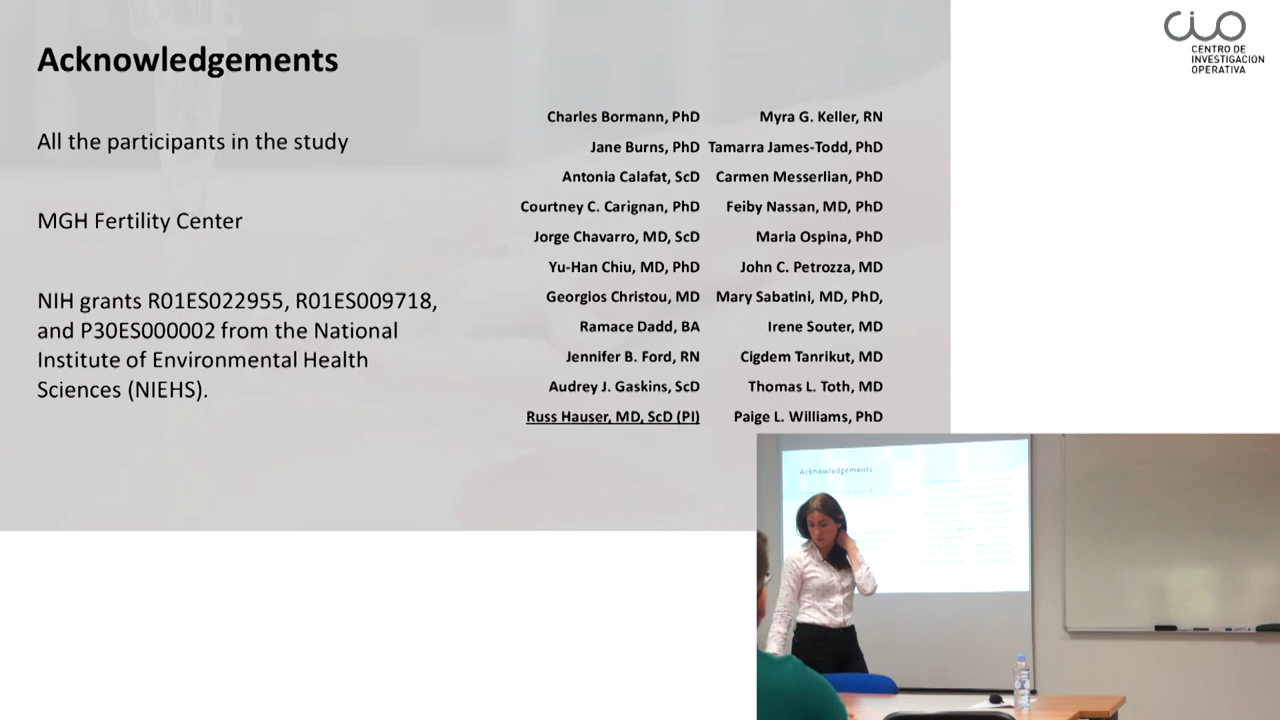 Acknowledgements
All the participants in the study
MGH Fertility Center
NIH grants R01ES022955, R01ES009718,
and P30ES000002 from the National
Institute of Environmental Health
Sciences (NIEHS).
Charles Bormann, PhD
Jane Burns, PhD
Antonia Calafat, ScD
Courtney C. Carignan, PhD
Jorge Chavarro, MD, ScD
Yu-Han Chiu, MD, PhD
Georgios Christou, MD
Ramace Dadd, BA
Jennifer B. Ford, RN
Audrey J. Gaskins, ScD
Russ Hauser, MD, ScD (PI)
Myra G. Keller, RN
Tamarra James-Todd, PhD
Carmen Messerlian, PhD
Feiby Nassan, MD, PhD
Maria Ospina, PhD
John C. Petrozza, MD
Mary Sabatini, MD, PhD,
Irene Souter, MD
Cigdem Tanrikut, MD
Thomas L. Toth, MD
Paige L. Williams, PhD
CIO
CENTRO DE
INVESTIGACION
OPERATIVA
Acknowledgements